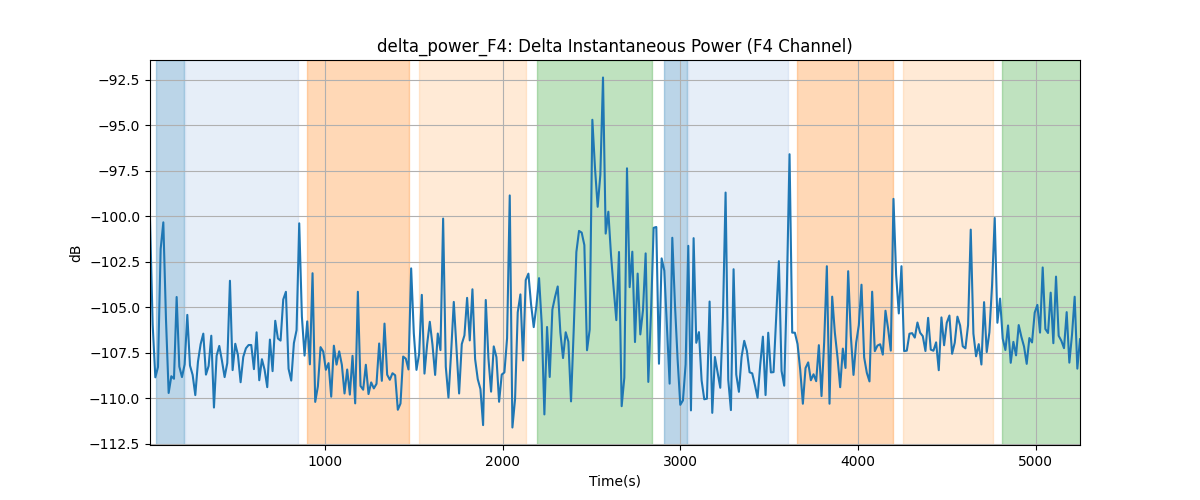 delta_power_F4: Delta Instantaneous Power (F4 Channel)
−92.5
−95.0
−97.5
−100.0
−102.5
−105.0
−107.5
−110.0
−112.5
dB
1000 2000 3000 4000 5000
Time(s)